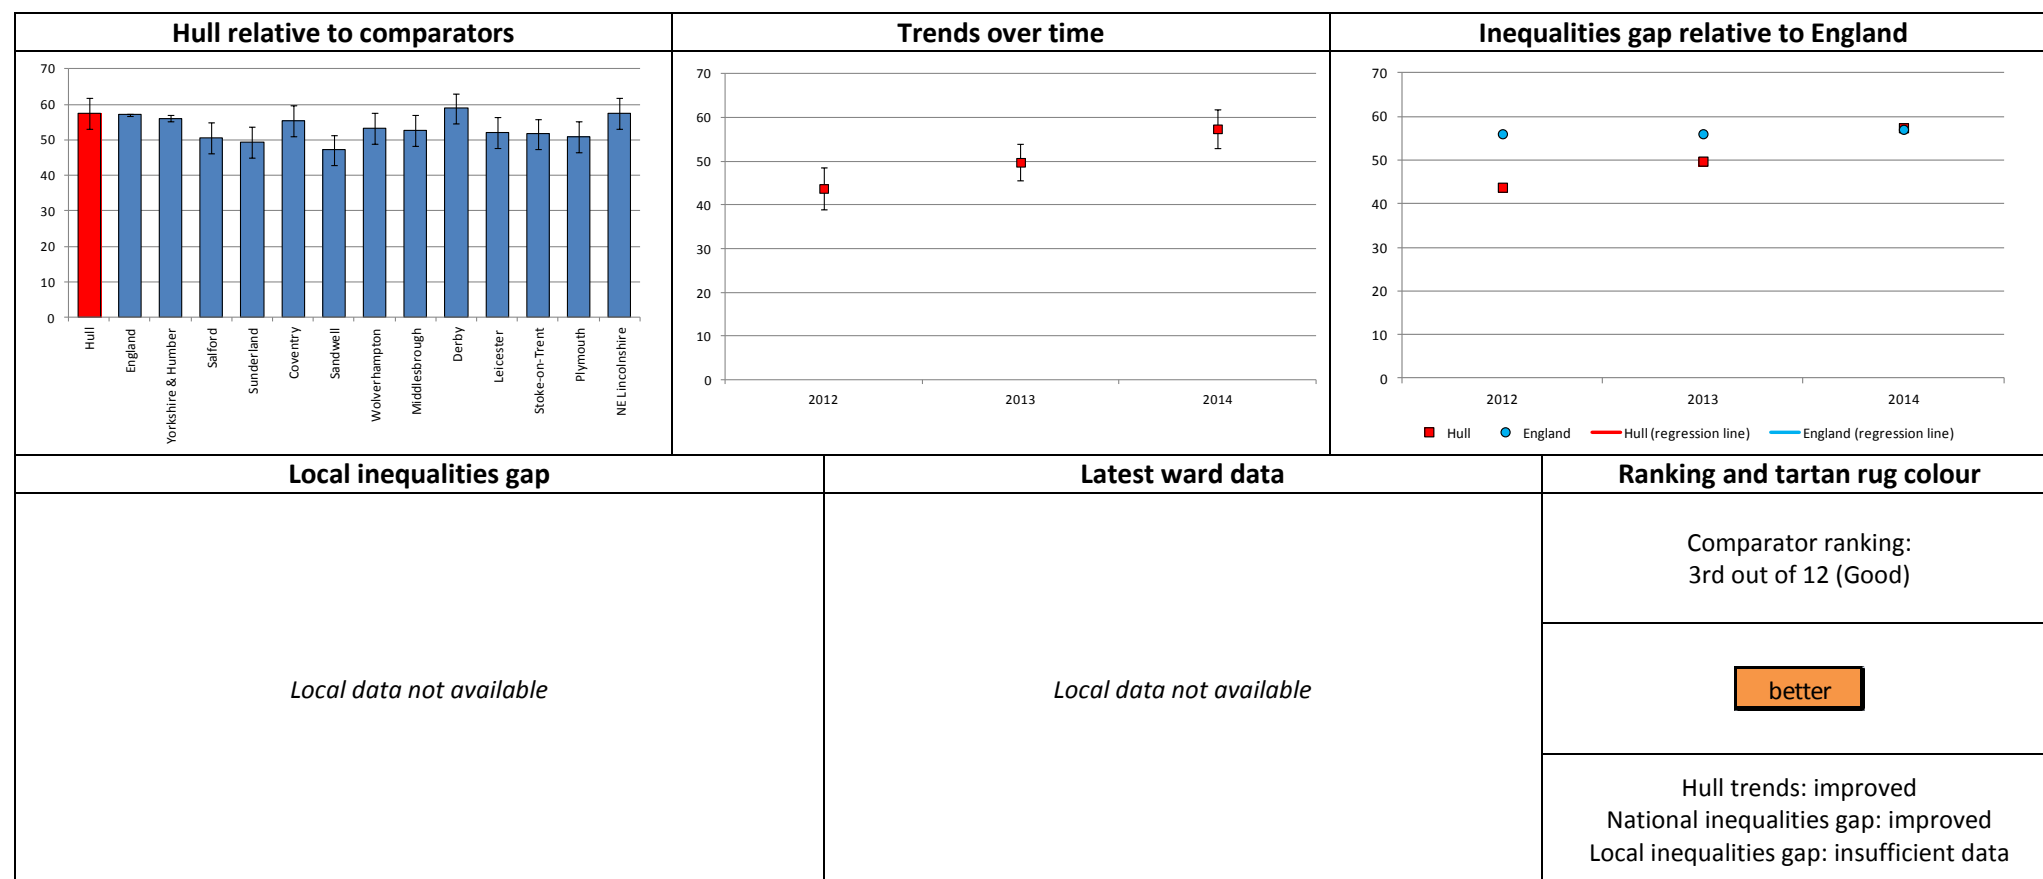 Hull relative to comparators
70
60
50
40
30
20
10
0
Hull
England
Yorkshire & Humber
Salford
Sunderland
Coventry
Sandwell
Wolverhampton
Middlesbrough
Derby
Leicester
Stoke-on-Trent
Plymouth
NE Lincolnshire
Trends over time
70
60
50
40
30
20
10
0
2012 2013 2014
Inequalities gap relative to England
70
60
50
40
30
20
10
0
2012 2013 2014
Hull England Hull (regression line) England (regression line)
Local inequalities gap
Local data not available
Latest ward data
Local data not available
Ranking and tartan rug colour
Comparator ranking:
3rd out of 12 (Good)
better
Hull trends: improved
National inequalities gap: improved
Local inequalities gap: insufficient data